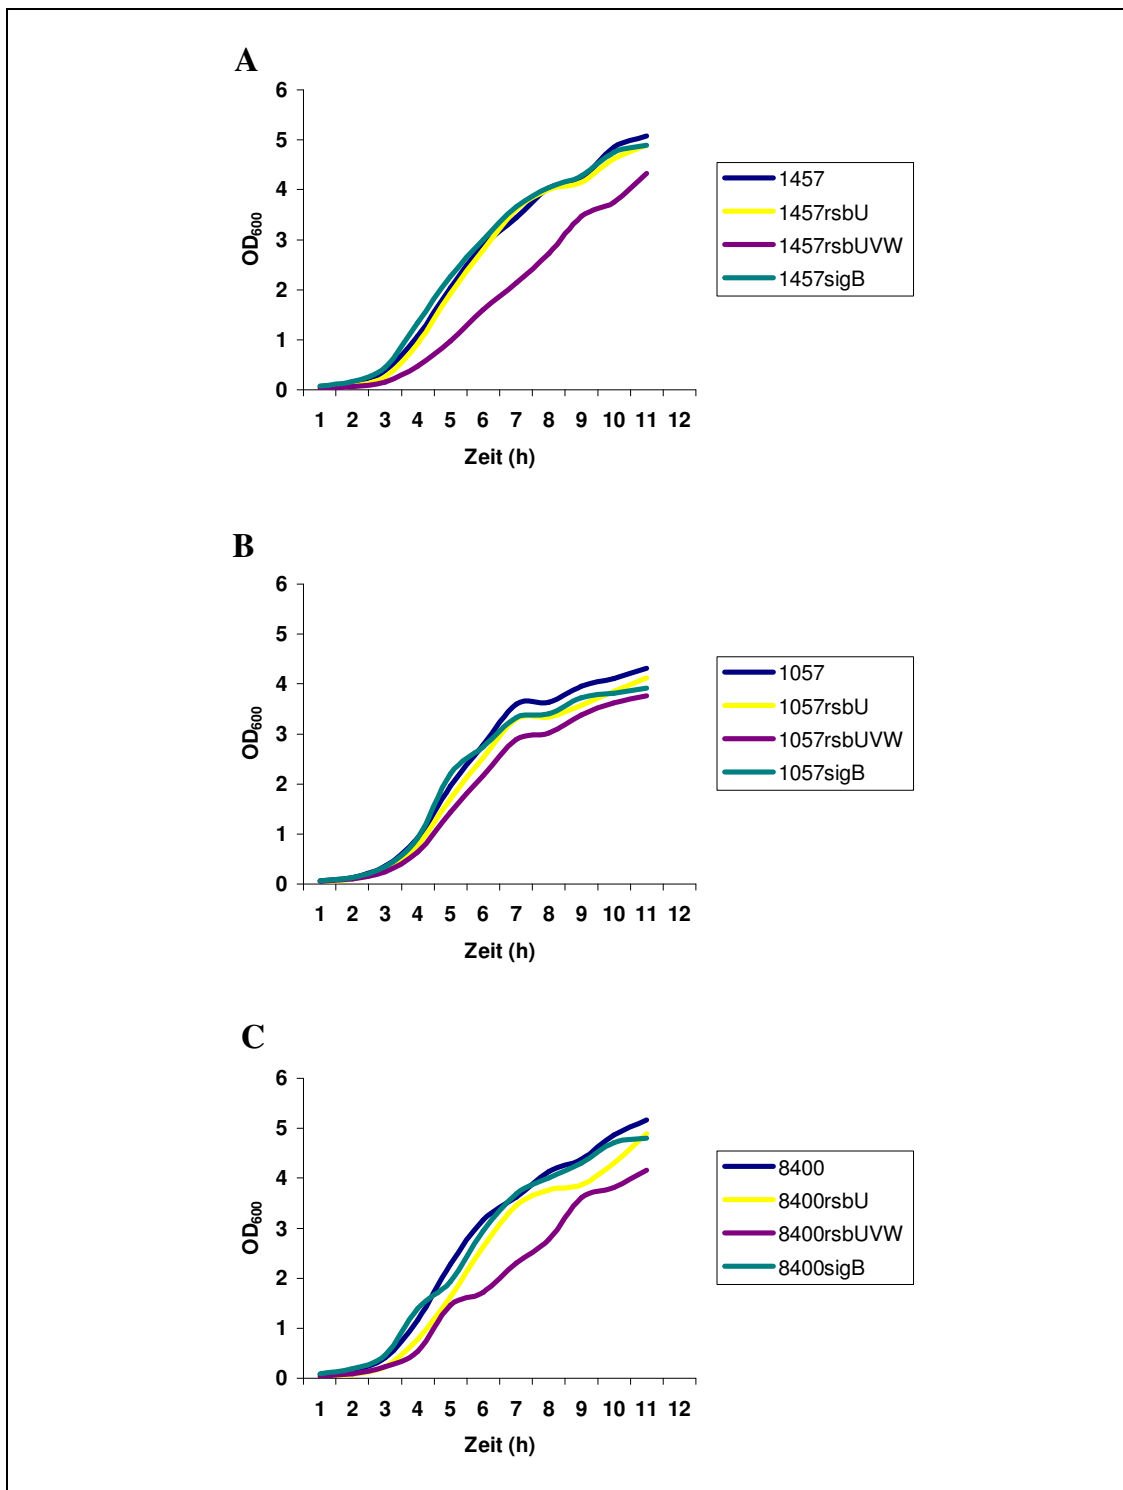 A
6
5
4
3
2
1
0
OD600
1 2 3 4 5 6 7 8 9 10 11 12
Zeit (h)
1457
1457rsbU
1457rsbUVW
1457sigB
B
6
5
4
3
2
1
0
OD600
1 2 3 4 5 6 7 8 9 10 11 12
Zeit (h)
1057
1057rsbU
1057rsbUVW
1057sigB
C
6
5
4
3
2
1
0
OD600
1 2 3 4 5 6 7 8 9 10 11 12
Zeit (h)
8400
8400rsbU
8400rsbUVW
8400sigB